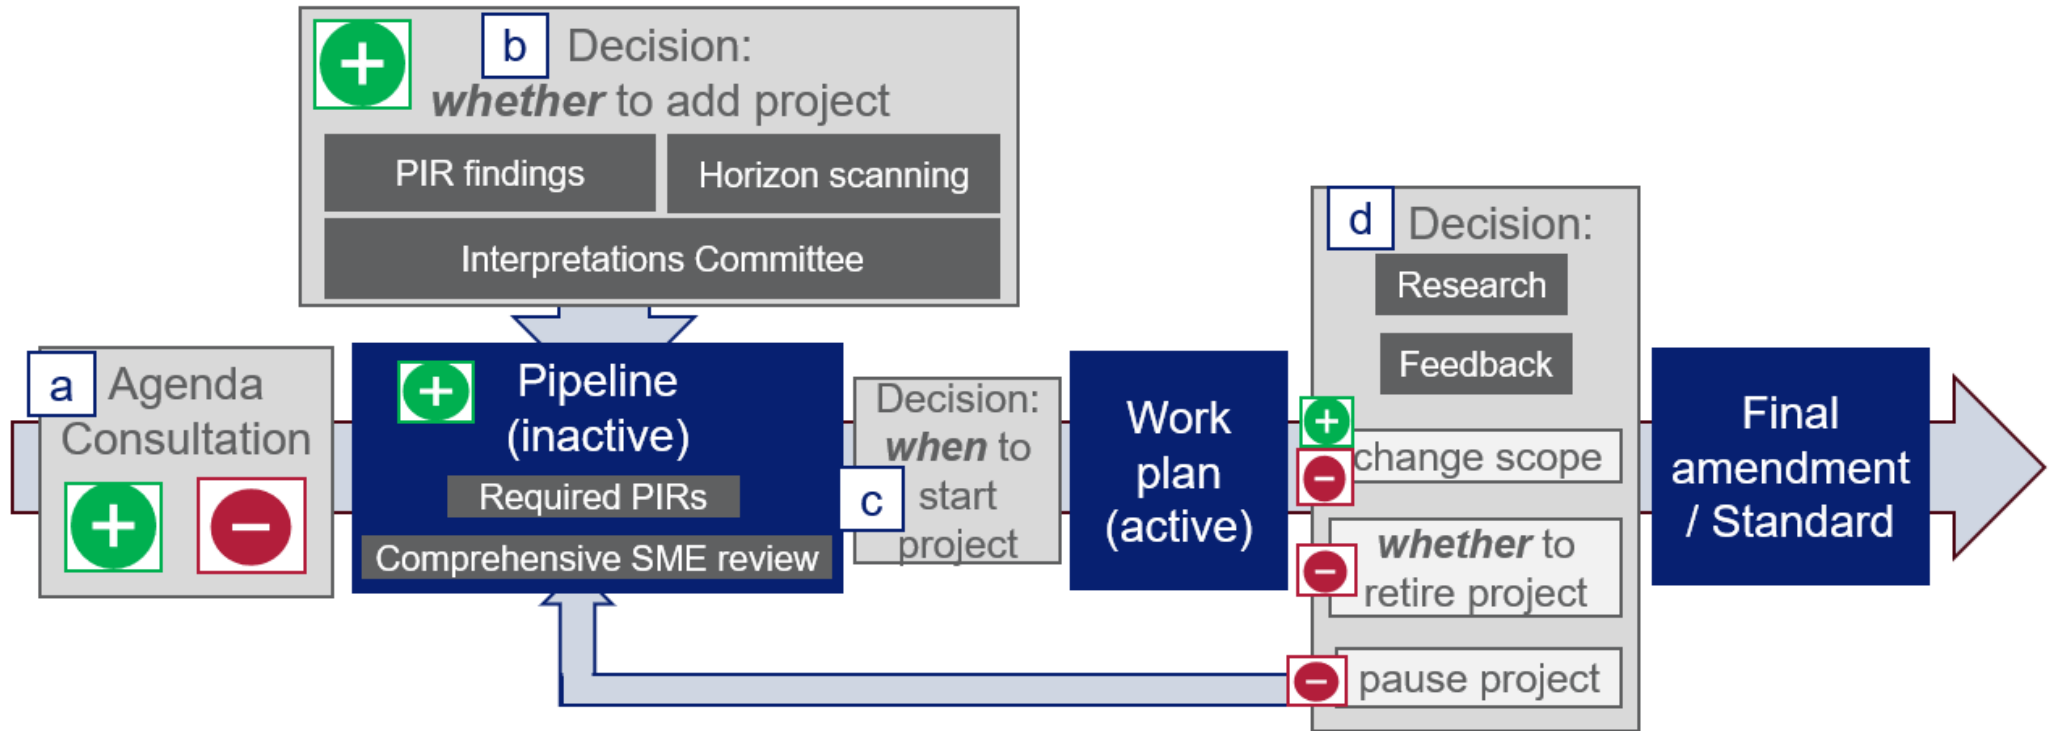 b Decision:
whether to add project
PIR findings
Horizon scanning
Interpretations Committee
a Agenda
Consultation
Pipeline
(inactive)
Required PIRs
Comprehensive SME review
Decision:
when to
c start
project
Work
plan
(active)
d Decision:
Research
Feedback
change scope
whether to
retire project
pause project
Final
amendment
/ Standard